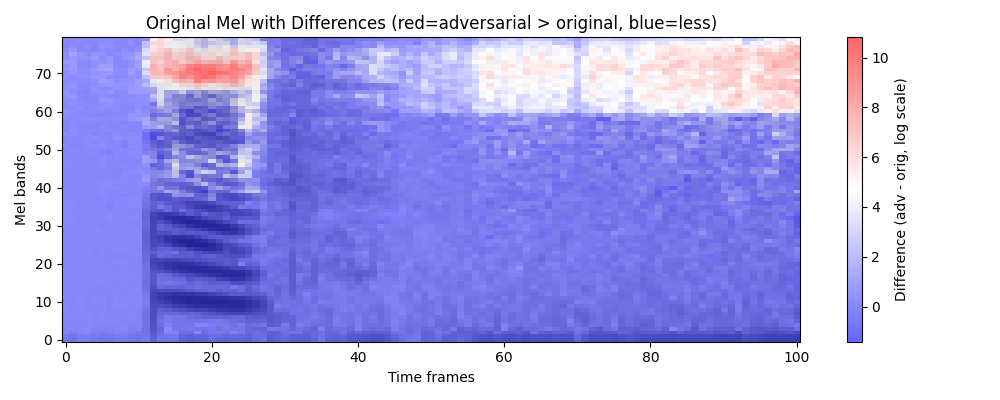 Original Mel with Differences (red=adversarial > original, blue=less)
Mel bands
70
60
50
40
30
20
10
0
0 20 40 60 80 100
Time frames
10
8
6
4
2
0
Difference (adv - orig, log scale)